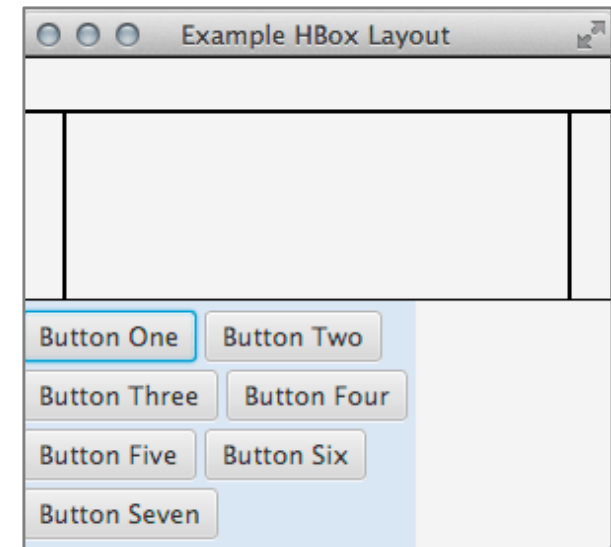 Example HBox Layout
Button One Button Two
Button Three Button Four
Button Five Button Six
Button Seven